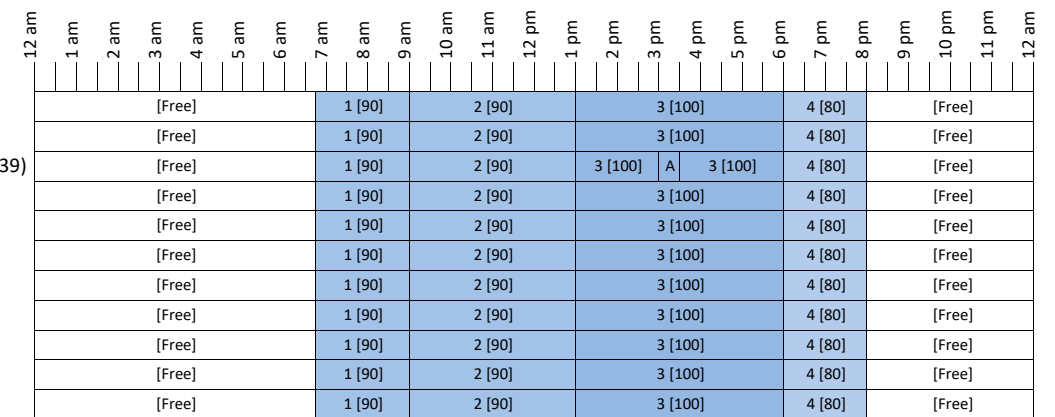 12 am 1 am 2 am 3 am 4 am 5 am 6 am 7 am 8 am 9 am 10 am 11 am 12 pm 1 pm 2 pm 3 pm 4 pm 5 pm 6 pm 7 pm 8 pm 9 pm 10 pm 11 pm 12 am
[Free] 1 [90] 2 [90] 3 [100] 4 [80] [Free]
[Free] 1 [90] 2 [90] 3 [100] 4 [80] [Free]
39) [Free] 1 [90] 2 [90] 3 [100] A 3 [100] 4 [80] [Free]
[Free] 1 [90] 2 [90] 3 [100] 4 [80] [Free]
[Free] 1 [90] 2 [90] 3 [100] 4 [80] [Free]
[Free] 1 [90] 2 [90] 3 [100] 4 [80] [Free]
[Free] 1 [90] 2 [90] 3 [100] 4 [80] [Free]
[Free] 1 [90] 2 [90] 3 [100] 4 [80] [Free]
[Free] 1 [90] 2 [90] 3 [100] 4 [80] [Free]
[Free] 1 [90] 2 [90] 3 [100] 4 [80] [Free]
[Free] 1 [90] 2 [90] 3 [100] 4 [80] [Free]